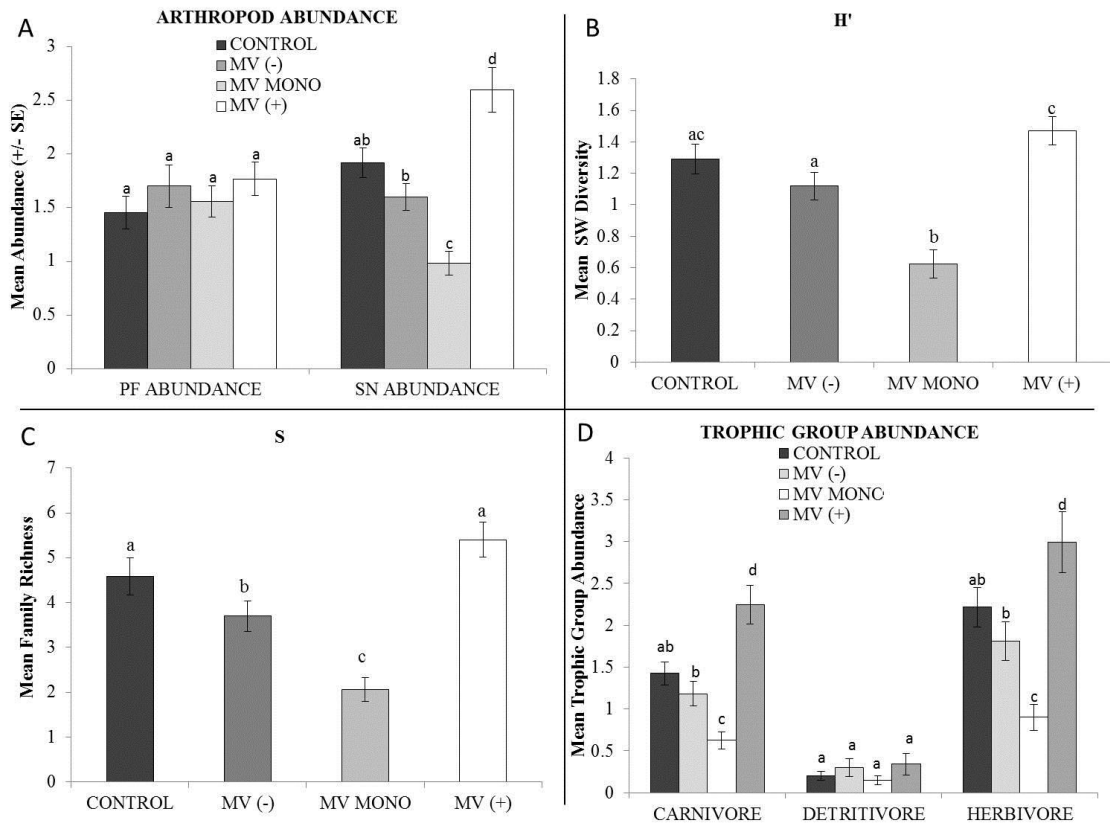 A
ARTHROPOD ABUNDANCE
CONTROL
MV (-)
MV MONO
MV (+)
Mean Abundance (+/- SE)
3
2.5
2
1.5
1
0.5
0
a
a
a
a
ab
b
c
d
PF ABUNDANCE
SN ABUNDANCE
B
H'
Mean SW Diversity
1.8
1.6
1.4
1.2
1
0.8
0.6
0.4
0.2
0
ac
a
b
c
CONTROL
MV (-)
MV MONO
MV (+)
C
S
Mean Family Richness
7
6
5
4
3
2
1
0
a
b
c
a
CONTROL
MV (-)
MV MONO
MV (+)
D
TROPHIC GROUP ABUNDANCE
CONTROL
MV (-)
MV MONO
MV (+)
Mean Trophic Group Abundance
4
3.5
3
2.5
2
1.5
1
0.5
0
ab
b
c
d
a
a
a
a
ab
b
c
d
CARNIVORE
DETRITIVORE
HERBIVORE